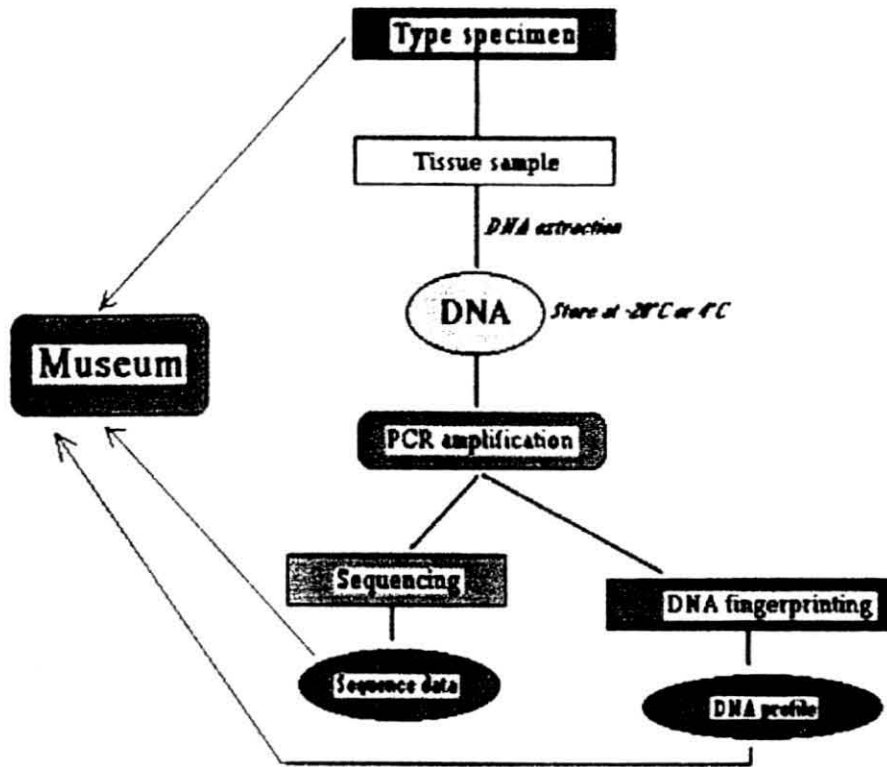 Type specimen
Tissue sample
DNA extraction
DNA
Store at -20°C or 4°C
Museum
PCR amplification
Sequencing
DNA fingerprinting
Sequence data
DNA profile